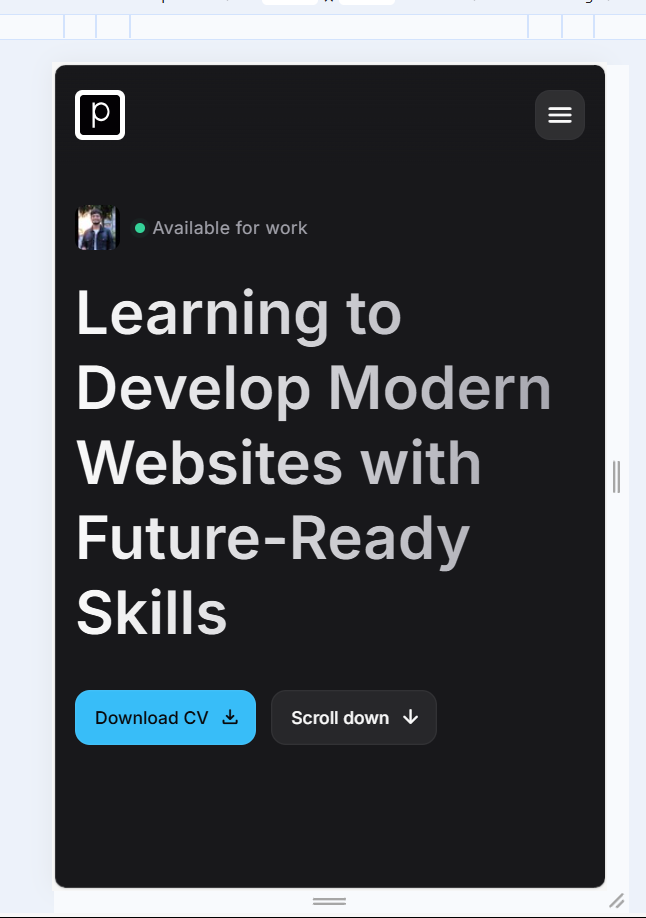 p
Available for work
Learning to
Develop Modern
Websites with
Future-Ready
Skills
Download CV
Scroll down